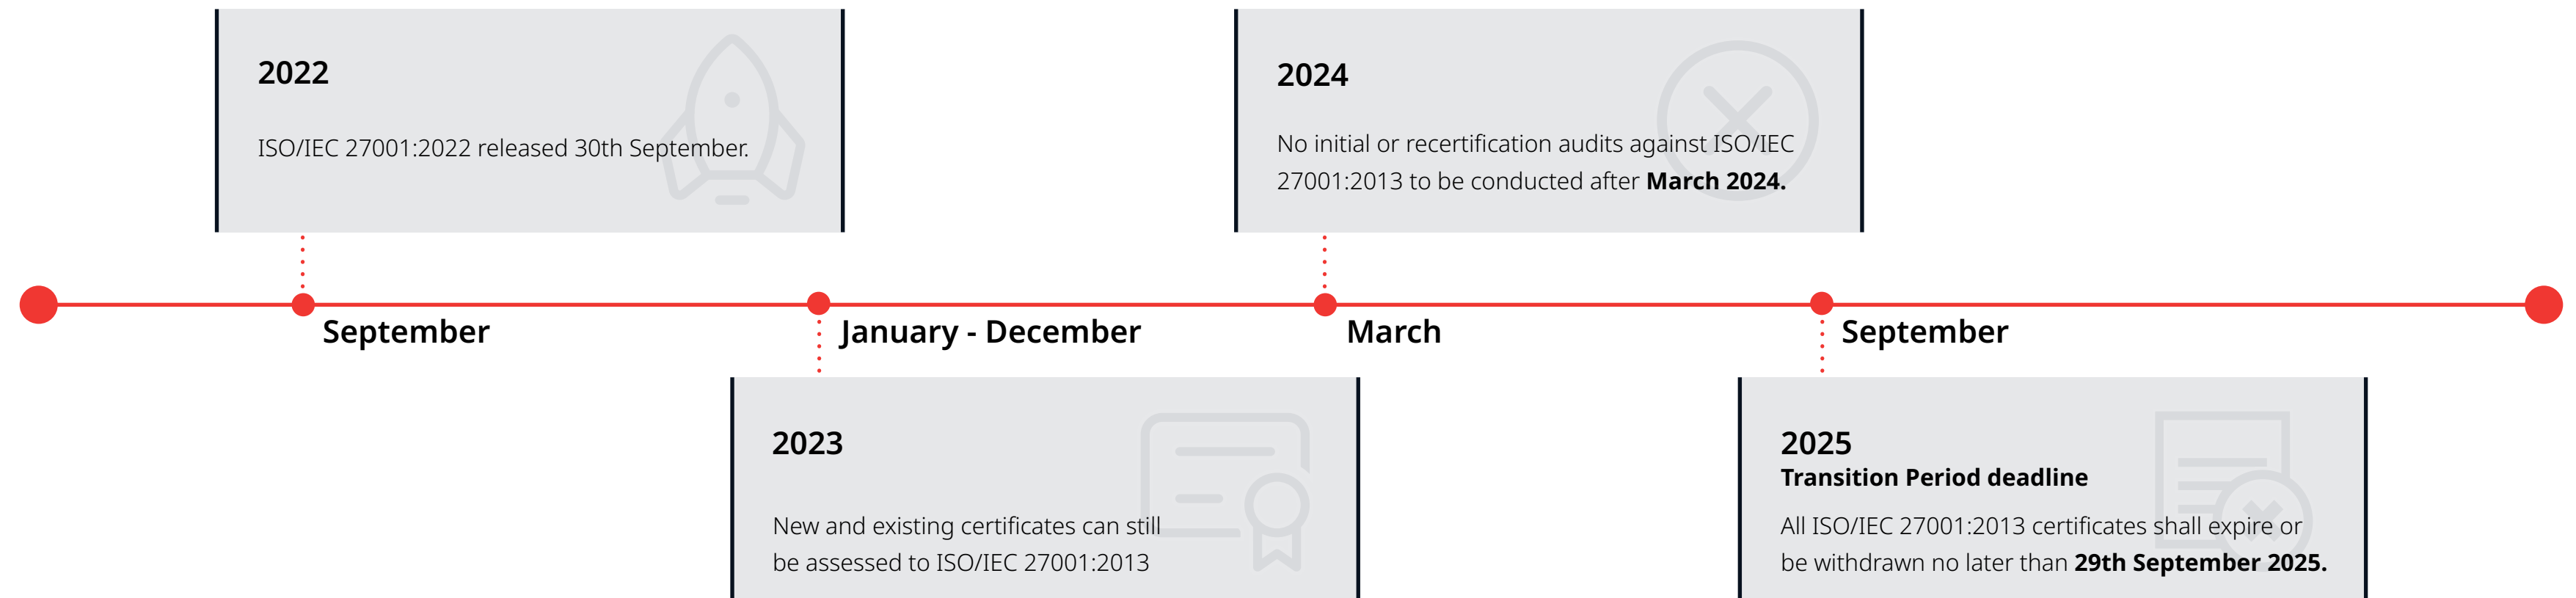 2022
ISO/IEC 27001:2022 released 30th September.
2024
No initial or recertification audits against ISO/IEC
27001:2013 to be conducted after March 2024.
September
January - December
March
September
2023
New and existing certificates can still
be assessed to ISO/IEC 27001:2013
2025
Transition Period deadline
All ISO/IEC 27001:2013 certificates shall expire or
be withdrawn no later than 29th September 2025.